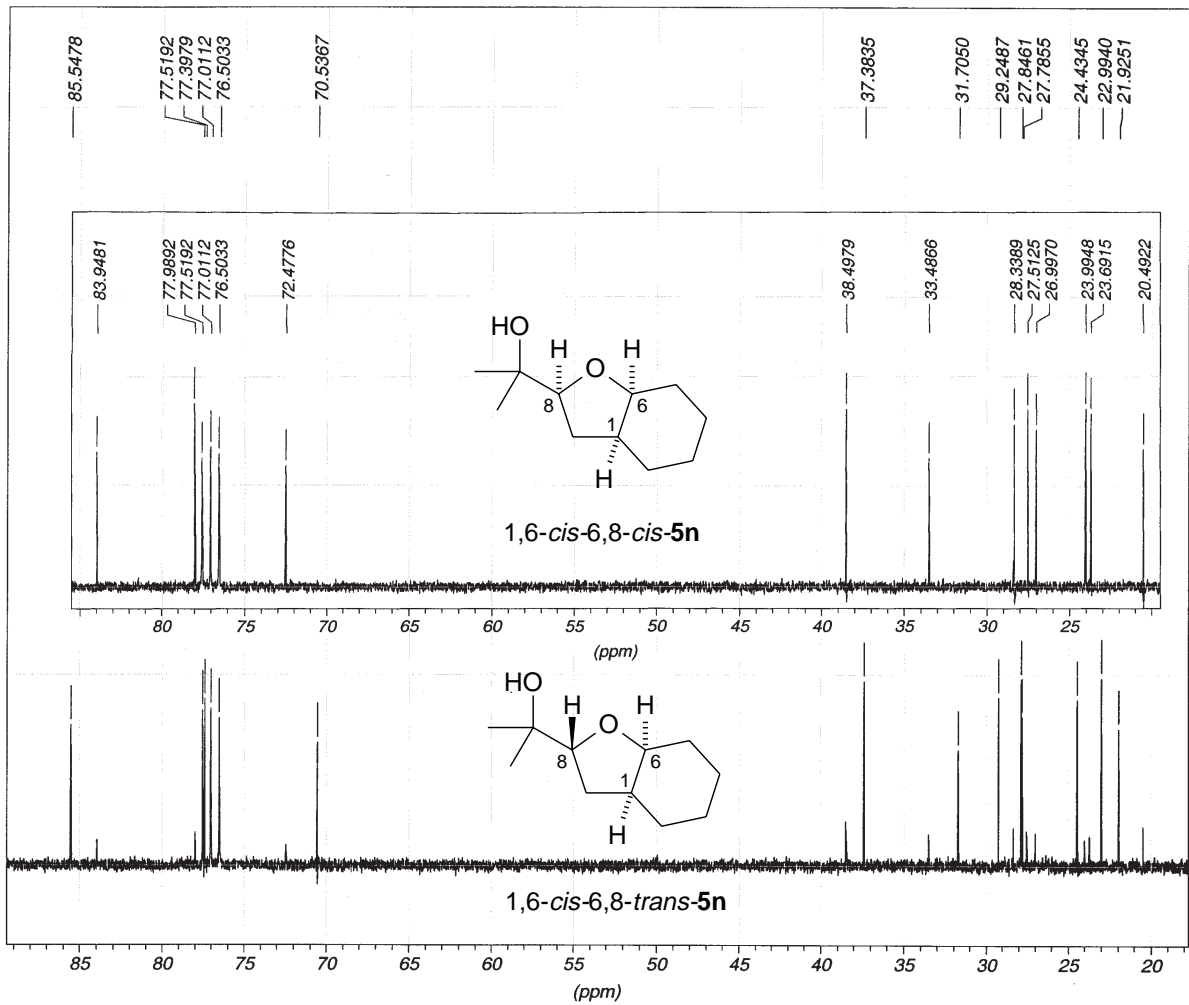 85.5478
77.5192
77.3979
77.0112
76.5033
70.5367
37.3835
31.7050
29.2487
27.8461
27.7855
24.4345
22.9940
21.9251
83.9481
77.9892
77.5192
77.0112
76.5033
72.4776
38.4979
33.4866
28.3389
27.5125
26.9970
23.9948
23.6915
20.4922
HO
H O H
8 6
1
H
1,6-cis-6,8-cis-5n
80 75 70 65 60 55 50 45 40 35 30 25 20
(ppm)
HO
H O H
8 6
1
H
1,6-cis-6,8-trans-5n
85 80 75 70 65 60 55 50 45 40 35 30 25 20
(ppm)